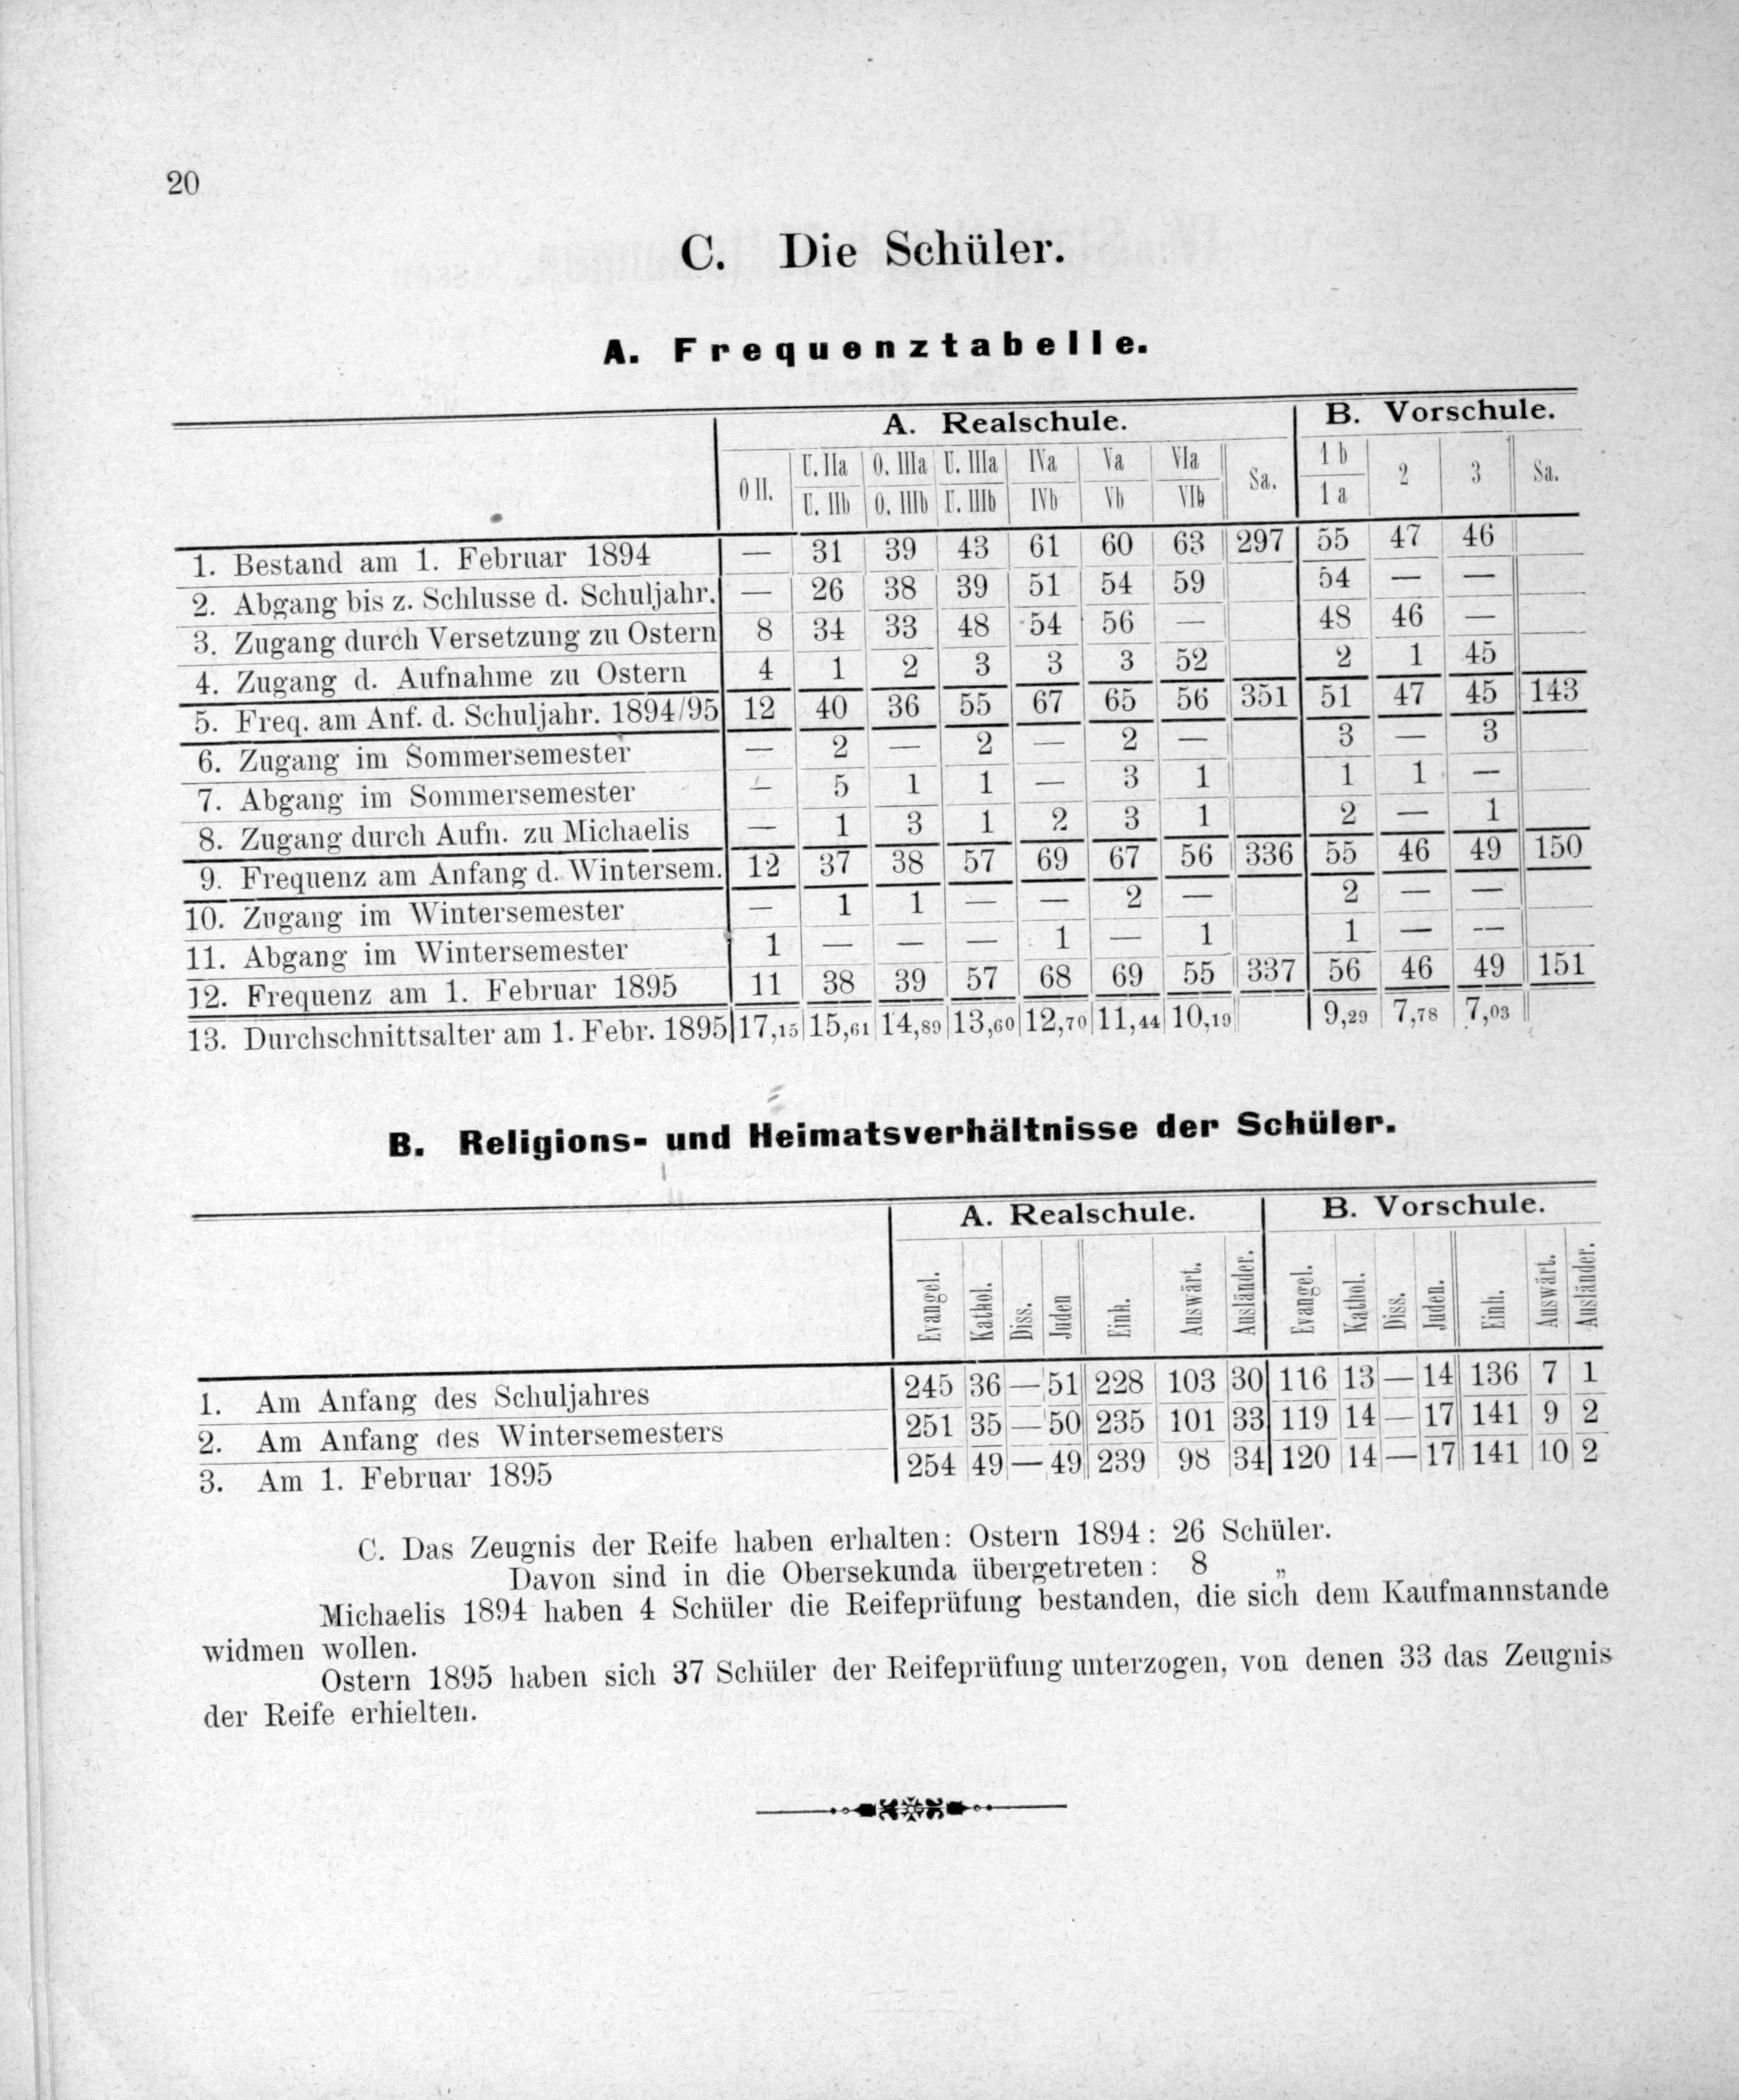 20
C. Die Schüler.
A. Frequenztabelle.
A. Realschule. B. Vorschule.
O II. U. IIa O. IIIa U. IIIa IVa Va VIa Sa. 1 b 2 3 Sa.
U. IIb O. IIIb U. IIIb IVb Vb VIb 1 a
1. Bestand am 1. Februar 1894 — 31 39 43 61 60 63 297 55 47 46
2. Abgang bis z. Schlusse d. Schuljahr. — 26 38 39 51 54 59 54 — —
3. Zugang durch Versetzung zu Ostern 8 34 33 48 54 56 — 48 46 —
4. Zugang d. Aufnahme zu Ostern 4 1 2 3 3 3 52 2 1 45
5. Freq. am Anf. d. Schuljahr. 1894/95 12 40 36 55 67 65 56 351 51 47 45 143
6. Zugang im Sommersemester — 2 — 2 — 2 — 3 — 3
7. Abgang im Sommersemester — 5 1 1 — 3 1 1 1 —
8. Zugang durch Aufn. zu Michaelis — 1 3 1 2 3 1 2 — 1
9. Frequenz am Anfang d. Wintersem. 12 37 38 57 69 67 56 336 55 46 49 150
10. Zugang im Wintersemester — 1 1 — — 2 — 2 — —
11. Abgang im Wintersemester 1 — — — 1 — 1 1 — —
12. Frequenz am 1. Februar 1895 11 38 39 57 68 69 55 337 56 46 49 151
13. Durchschnittsalter am 1. Febr. 1895 17,15 15,61 14,89 13,60 12,70 11,44 10,19 9,29 7,78 7,03
B. Religions- und Heimatsverhältnisse der Schüler.
A. Realschule. B. Vorschule.
Evangel. Kathol. Diss. Juden Einh. Auswärt. Ausländer. Evangel. Kathol. Diss. Juden. Einh. Auswärt. Ausländer.
1. Am Anfang des Schuljahres 245 36 — 51 228 103 30 116 13 — 14 136 7 1
2. Am Anfang des Wintersemesters 251 35 — 50 235 101 33 119 14 — 17 141 9 2
3. Am 1. Februar 1895 254 49 — 49 239 98 34 120 14 — 17 141 10 2
C. Das Zeugnis der Reife haben erhalten: Ostern 1894: 26 Schüler.
Davon sind in die Obersekunda übergetreten: 8 „
Michaelis 1894 haben 4 Schüler die Reifeprüfung bestanden, die sich dem Kaufmannstande
widmen wollen.
Ostern 1895 haben sich 37 Schüler der Reifeprüfung unterzogen, von denen 33 das Zeugnis
der Reife erhielten.